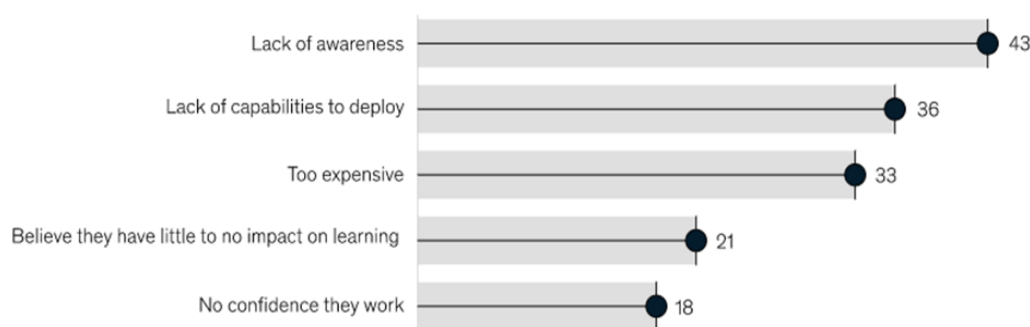 Lack of awareness 43
Lack of capabilities to deploy 36
Too expensive 33
Believe they have little to no impact on learning 21
No confidence they work 18